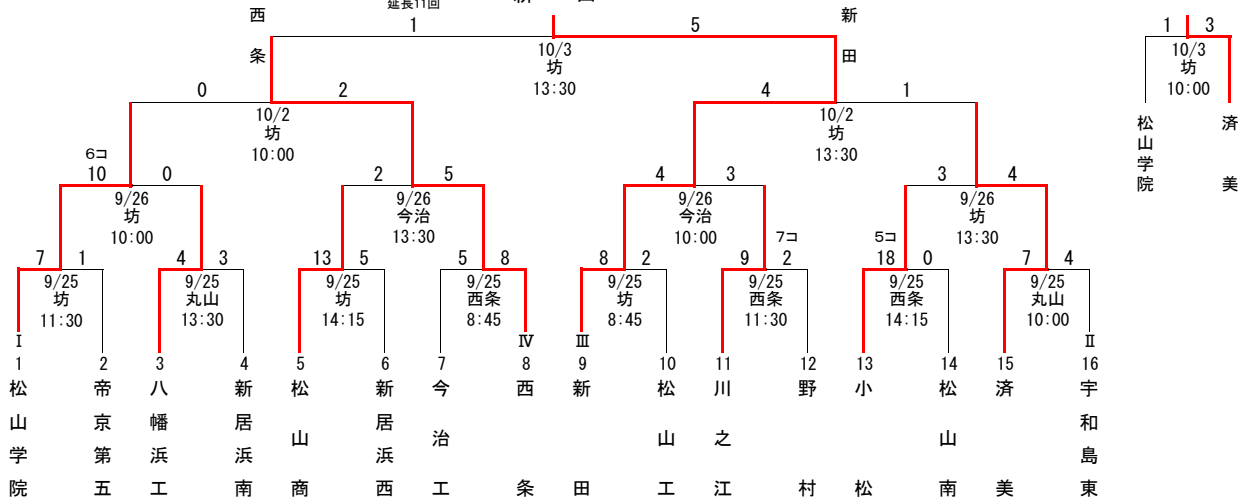 延長11回
西条
新田
1
5
10/3
坊
13:30
1
3
10/3
坊
10:00
松山学院
済美
0
2
10/2
坊
10:00
4
1
10/2
坊
13:30
6コ
10
0
9/26
坊
10:00
2
5
9/26
今治
13:30
4
3
9/26
今治
10:00
3
4
9/26
坊
13:30
7
1
9/25
坊
11:30
4
3
9/25
丸山
13:30
13
5
9/25
坊
14:15
5
8
9/25
西条
8:45
8
2
9/25
坊
8:45
7コ
9
2
9/25
西条
11:30
5コ
18
0
9/25
西条
14:15
7
4
9/25
丸山
10:00
Ⅰ
Ⅳ
Ⅲ
Ⅱ
1
2
3
4
5
6
7
8
9
10
11
12
13
14
15
16
松山学院
帝京第五
八幡浜工
新居浜南
松山商
新居浜西
今治工
西条
新田
松山工
川之江
野村
小松
松山南
済美
宇和島東